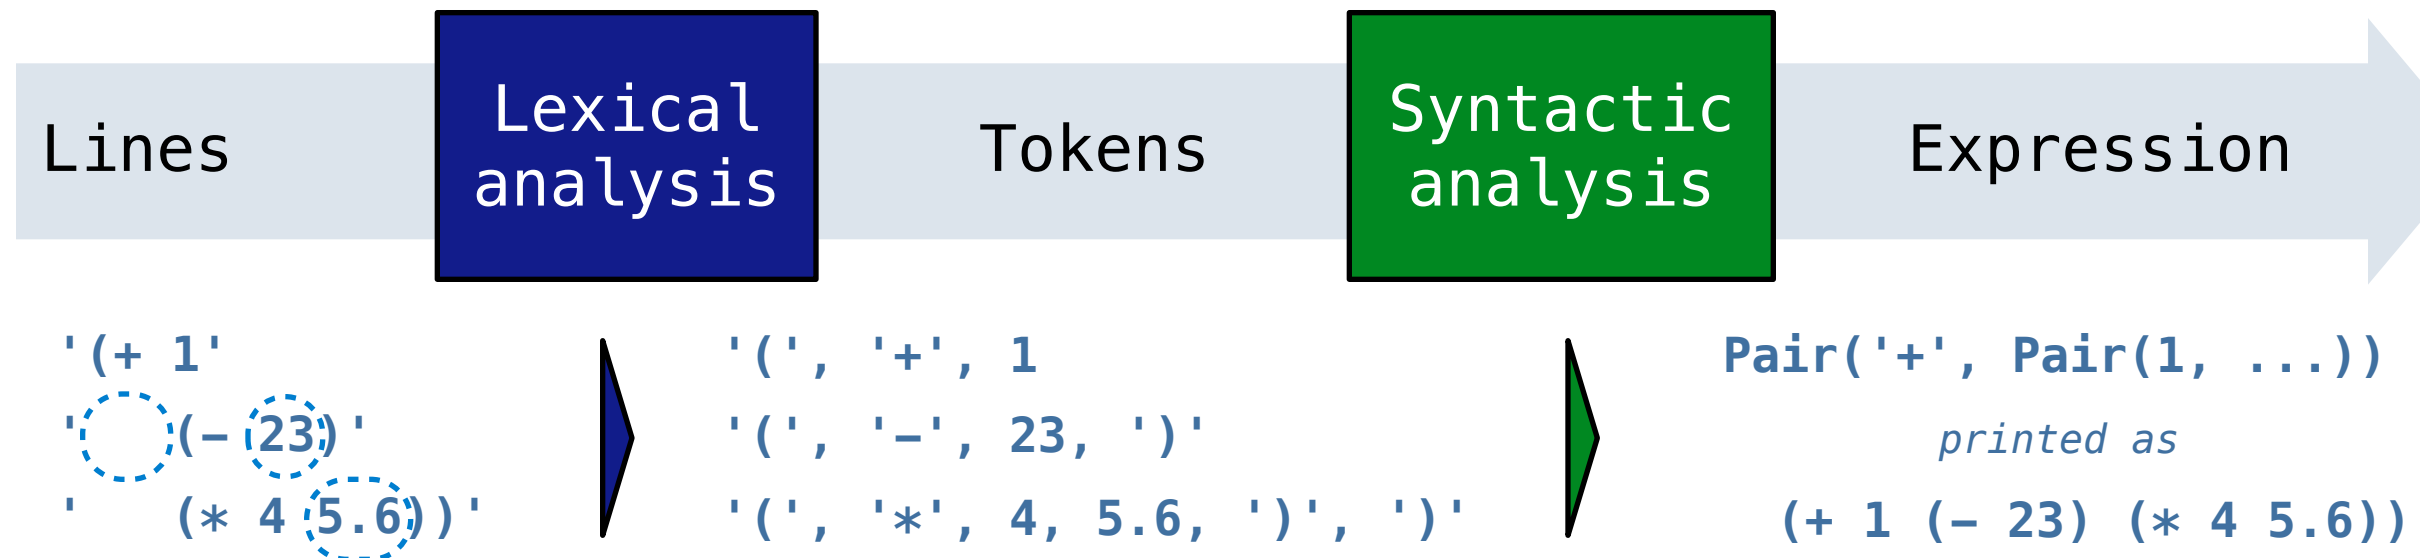 Lines
Lexical
analysis
Tokens
Syntactic
analysis
Expression
'(+ 1'
'   (− 23)'
'   (* 4 5.6))'
'(', '+', 1
'(', '−', 23, ')'
'(', '*', 4, 5.6, ')', ')'
Pair('+', Pair(1, ...))
printed as
(+ 1 (− 23) (* 4 5.6))